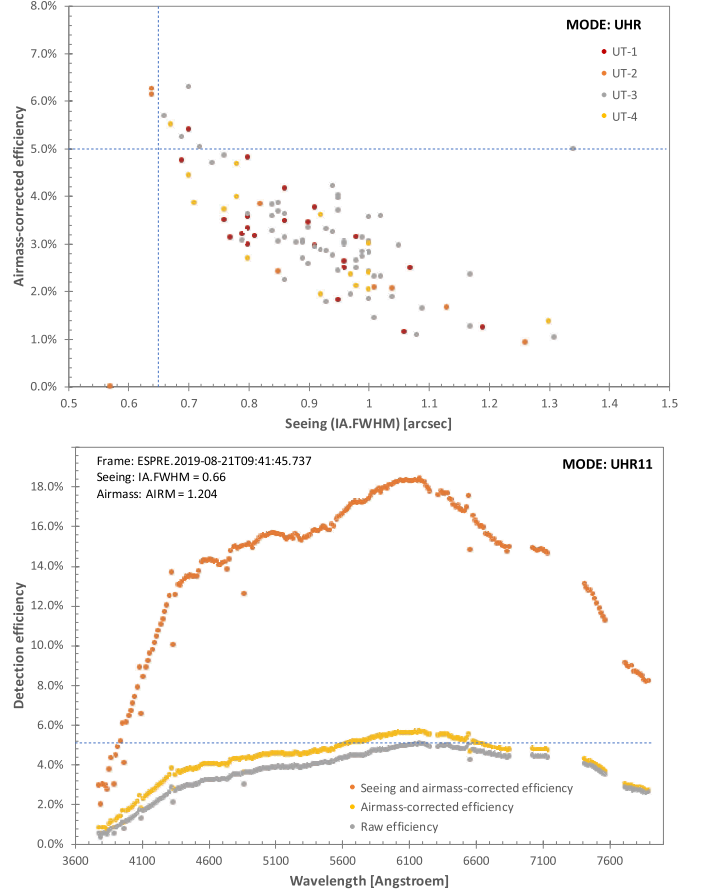 8.0%
7.0%
6.0%
5.0%
4.0%
3.0%
2.0%
1.0%
0.0%
Airmass-corrected efficiency
MODE: UHR
UT-1
UT-2
UT-3
UT-4
0.5 0.6 0.7 0.8 0.9 1 1.1 1.2 1.3 1.4 1.5
Seeing (IA.FWHM) [arcsec]
Frame: ESPRE.2019-08-21T09:41:45.737
Seeing: IA.FWHM = 0.66
Airmass: AIRM = 1.204
MODE: UHR11
18.0%
16.0%
14.0%
12.0%
10.0%
8.0%
6.0%
4.0%
2.0%
0.0%
Detection efficiency
Seeing and airmass-corrected efficiency
Airmass-corrected efficiency
Raw efficiency
3600 4100 4600 5100 5600 6100 6600 7100 7600
Wavelength [Angstroem]